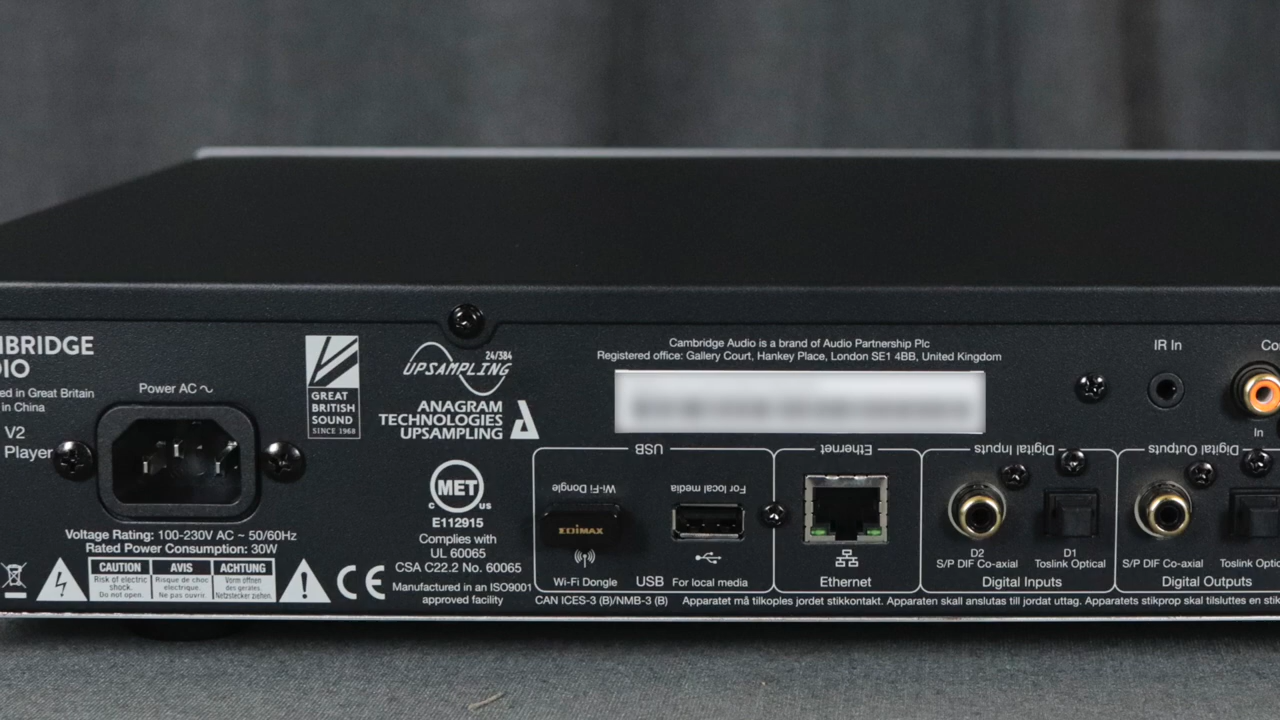 MBRIDGE
DIO
ed in Great Britain
in China
V2
Player
Power AC
Voltage Rating: 100-230V AC ~ 50/60Hz
Rated Power Consumption: 30W
CAUTION
Risk of electric
shock.
Do not open.
AVIS
Risque de choc
electrique.
Ne pas ouvrir.
ACHTUNG
Vorm öffnen
des gerätes.
Netzstecker ziehen.
CE
GREAT
BRITISH
SOUND
SINCE 1968
24/384
UPSAMPLING
ANAGRAM
TECHNOLOGIES
UPSAMPLING
MET
C US
E112915
Complies with
UL 60065
CSA C22.2 No. 60065
Manufactured in an ISO9001
approved facility
Cambridge Audio is a brand of Audio Partnership Plc
Registered office: Gallery Court, Hankey Place, London SE1 4BB, United Kingdom
USB
Wi-Fi Dongle
For local media
EDIMAX
Wi-Fi Dongle
USB
For local media
CAN ICES-3 (B)/NMB-3 (B)
Ethernet
Ethernet
Digital Inputs
D2
S/P DIF Co-axial
D1
Toslink Optical
Digital Inputs
Digital Outputs
S/P DIF Co-axial
Toslink Optic
Digital Outputs
IR In
Co
In
Apparatet må tilkoples jordet stikkontakt. Apparaten skall anslutas till jordat uttag. Apparatets stikprop skal tilsluttes en stik